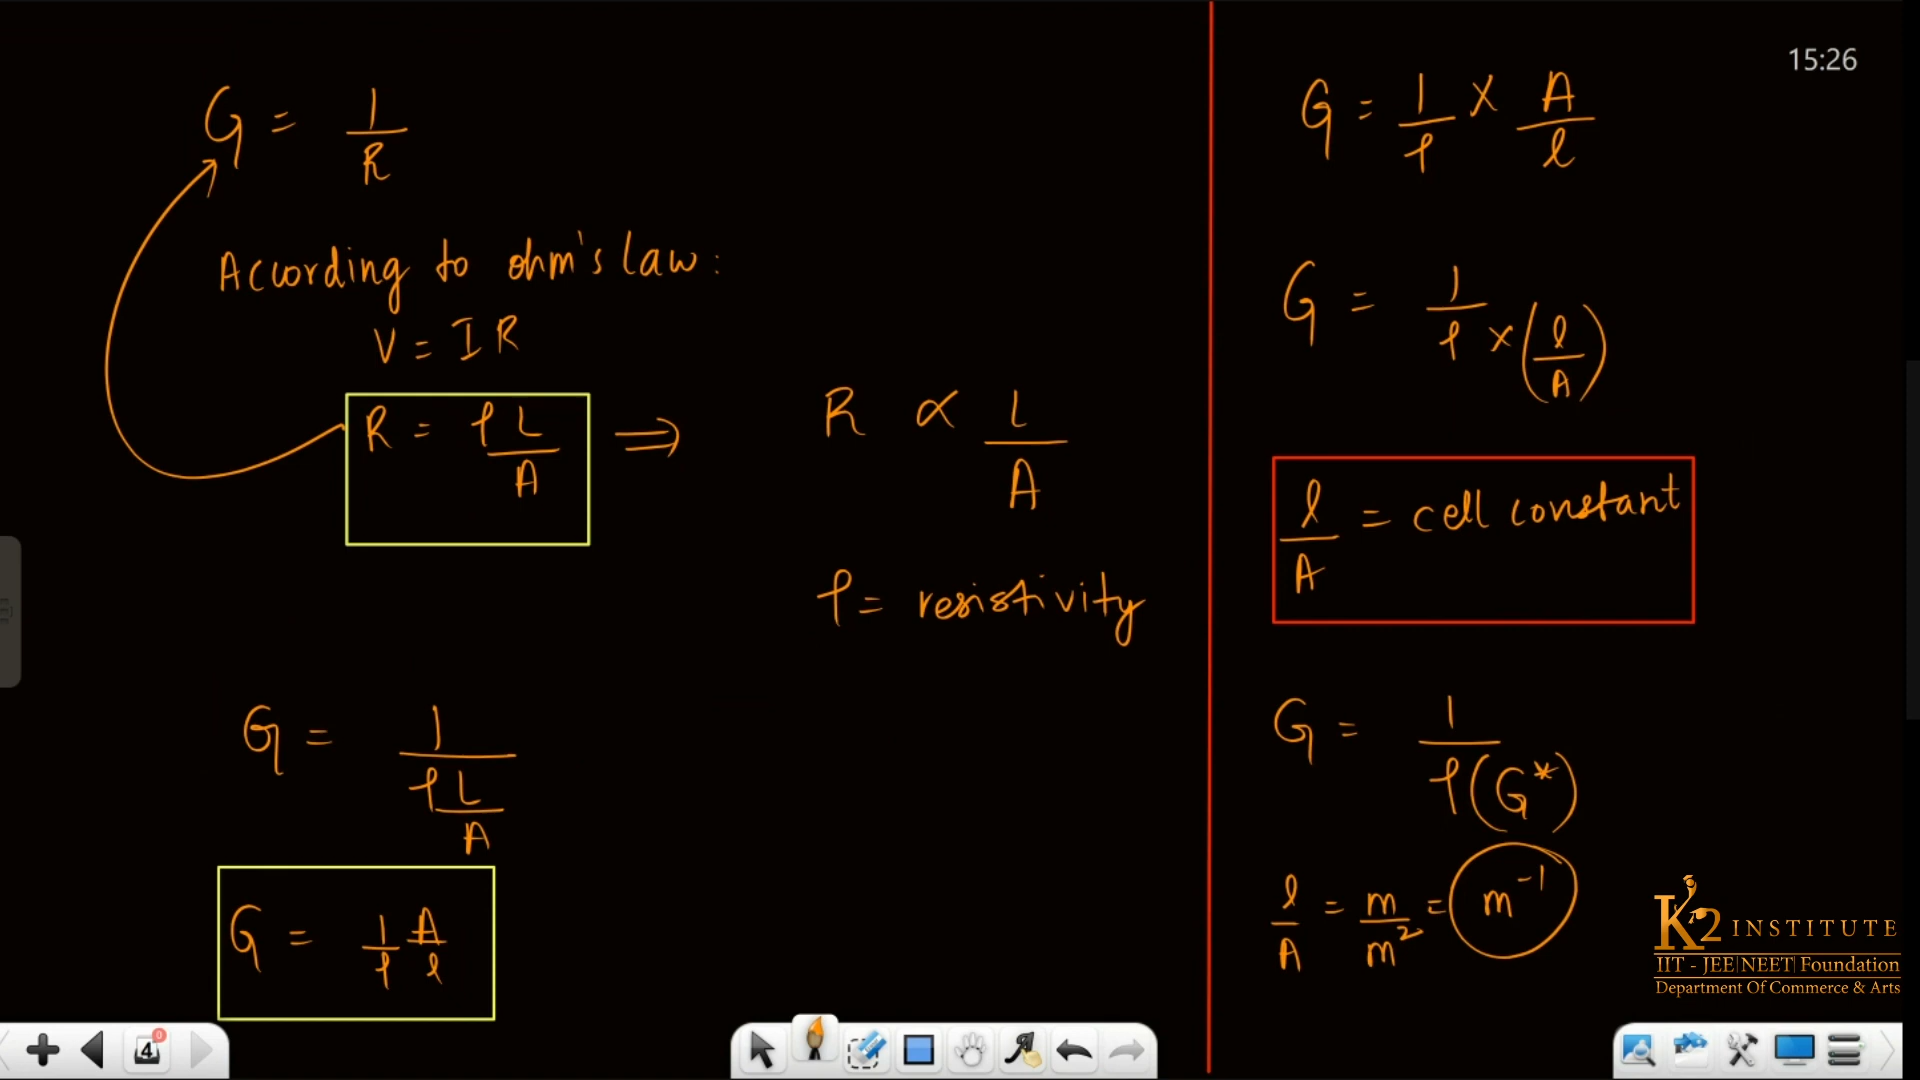 G = 1/R
According to ohm's law:
V = IR
R = ρL/A ⇒ R ∝ L/A
ρ = resistivity
G = 1/(ρL/A)
G = 1/ρ A/l
15:26
G = 1/ρ × A/l
G = 1/(ρ × (l/A))
l/A = cell constant
G = 1/(ρ(G*))
l/A = m/m² = m⁻¹
K2 INSTITUTE
IIT - JEE|NEET| Foundation
Department Of Commerce & Arts
4
0